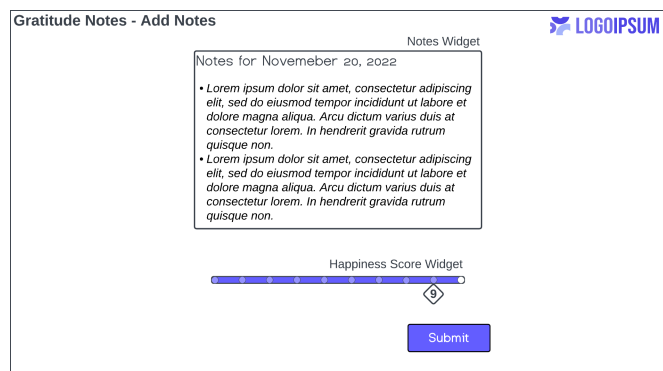 Gratitude Notes - Add Notes
LOGOIPSUM
Notes Widget
Notes for Novemeber 20, 2022
• Lorem ipsum dolor sit amet, consectetur adipiscing
elit, sed do eiusmod tempor incididunt ut labore et
dolore magna aliqua. Arcu dictum varius duis at
consectetur lorem. In hendrerit gravida rutrum
quisque non.
• Lorem ipsum dolor sit amet, consectetur adipiscing
elit, sed do eiusmod tempor incididunt ut labore et
dolore magna aliqua. Arcu dictum varius duis at
consectetur lorem. In hendrerit gravida rutrum
quisque non.
Happiness Score Widget
9
Submit